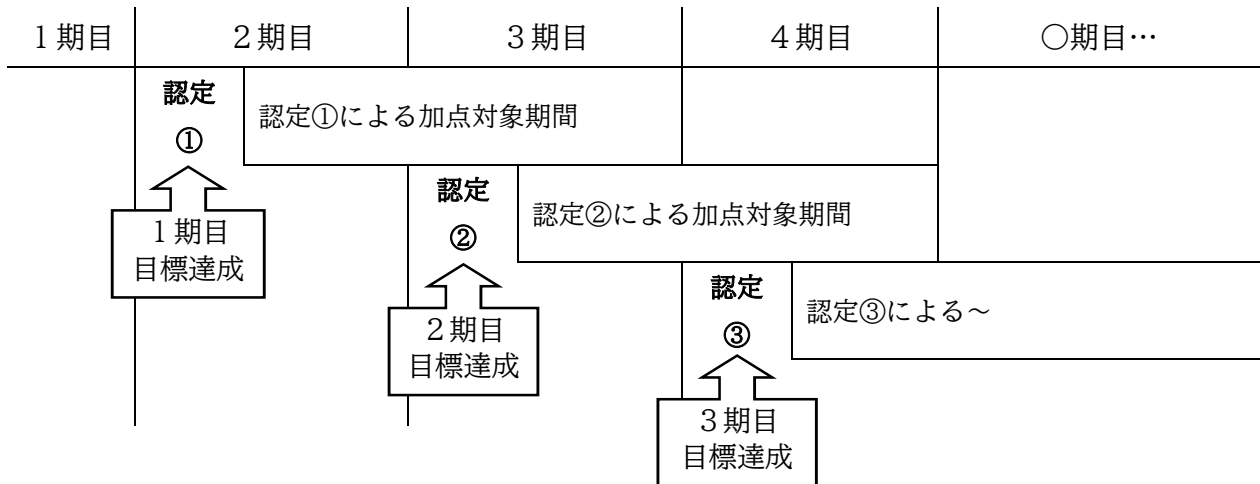 １期目 ２期目 ３期目 ４期目 ○期目…
認定
①
認定①による加点対象期間
１期目
目標達成
認定
②
認定②による加点対象期間
２期目
目標達成
認定
③
認定③による～
３期目
目標達成